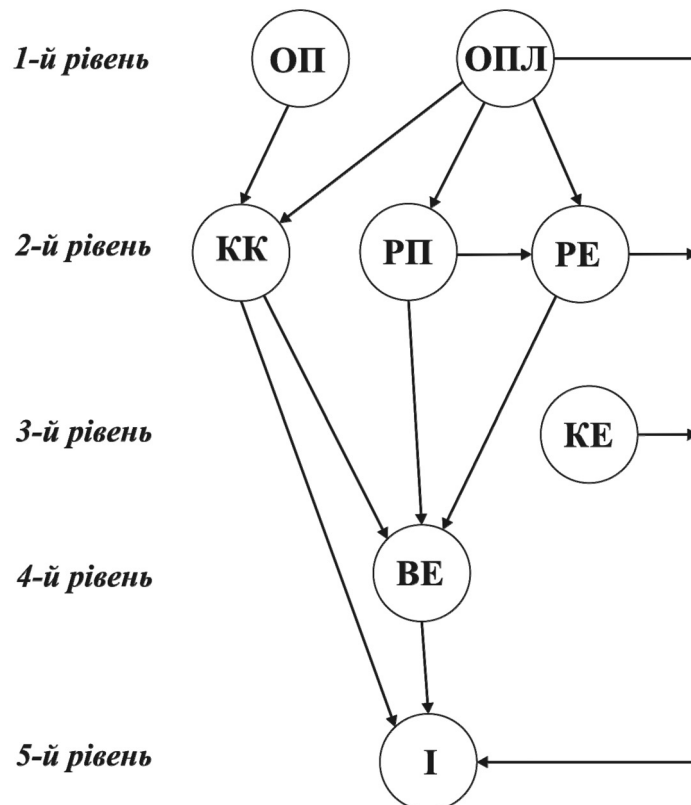 1-й рівень ОП ОПЛ
2-й рівень КК РП РЕ
3-й рівень КЕ
4-й рівень ВЕ
5-й рівень І